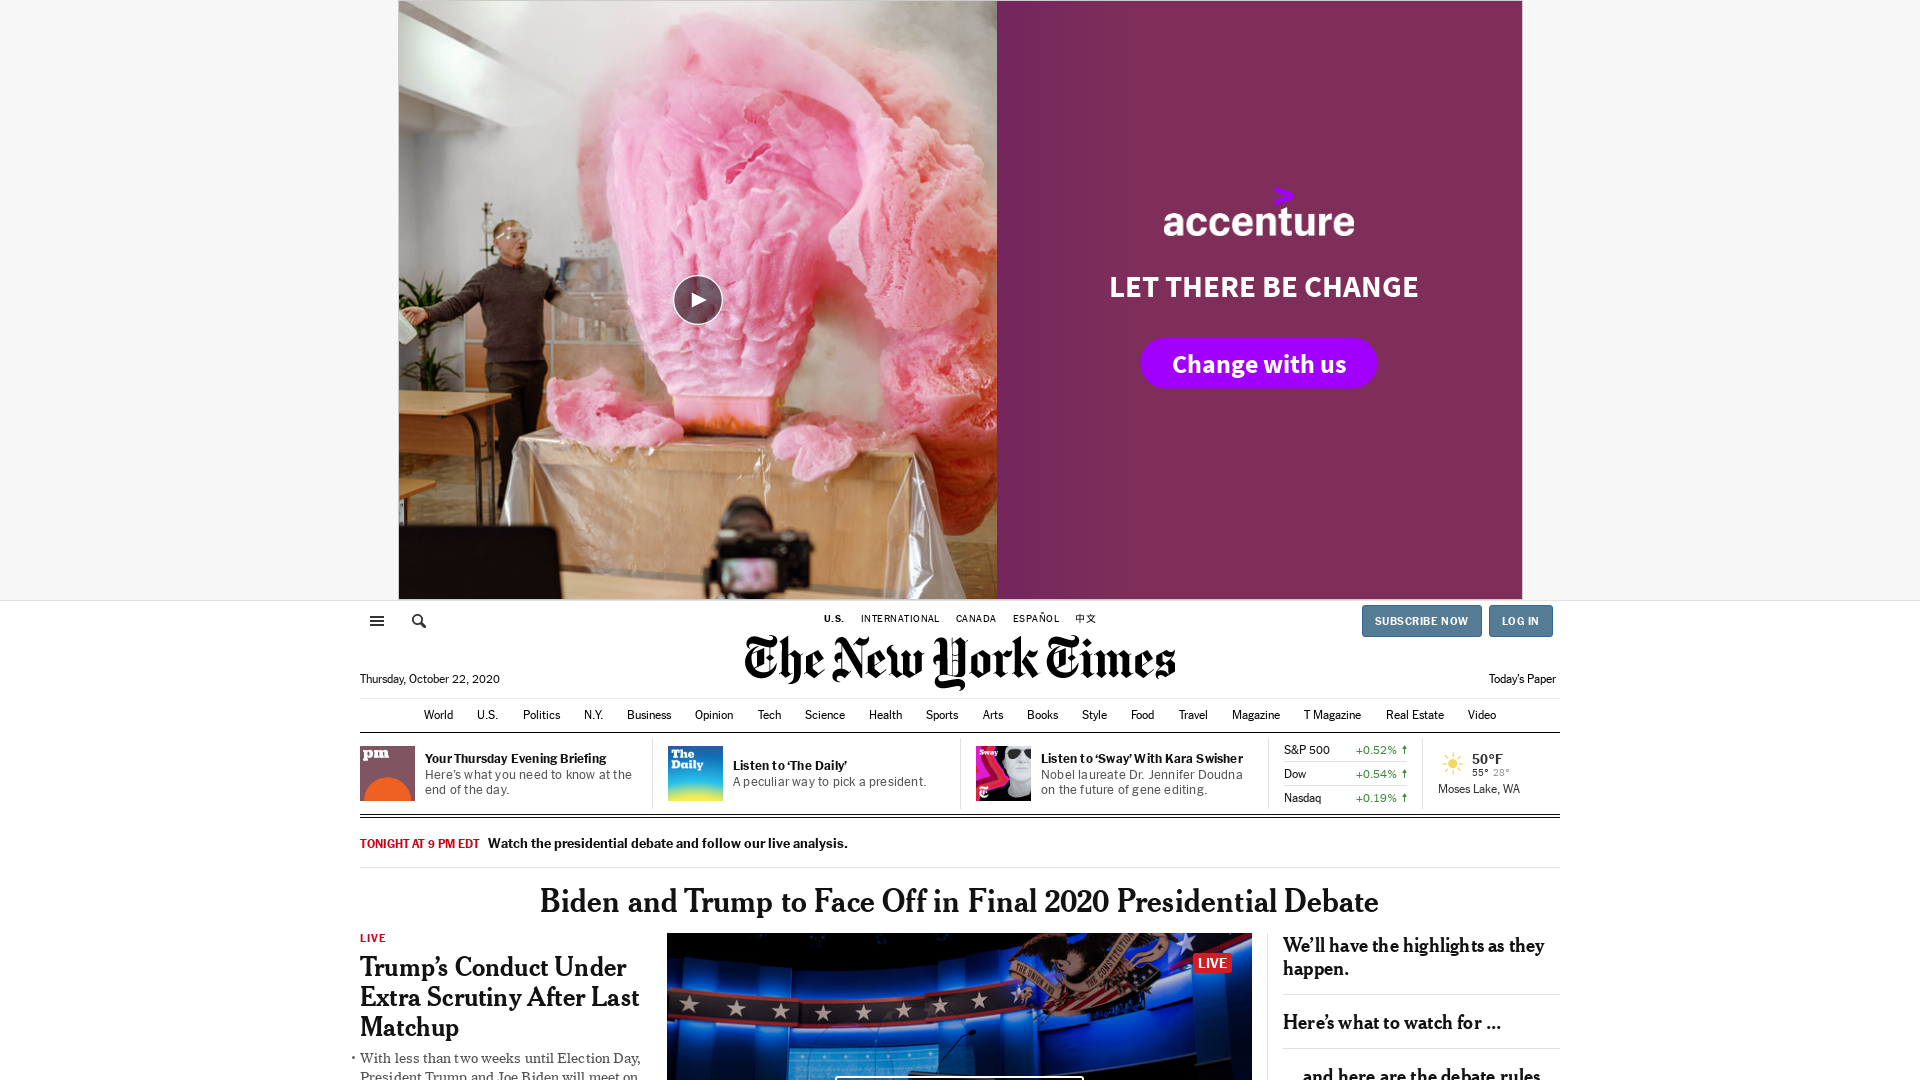 accenture
LET THERE BE CHANGE
Change with us
U.S. INTERNATIONAL CANADA ESPAÑOL 中文
SUBSCRIBE NOW LOG IN
The New York Times
Thursday, October 22, 2020
Today's Paper
World U.S. Politics N.Y. Business Opinion Tech Science Health Sports Arts Books Style Food Travel Magazine T Magazine Real Estate Video
pm
Your Thursday Evening Briefing
Here's what you need to know at the
end of the day.
The
Daily
Listen to ‘The Daily’
A peculiar way to pick a president.
Sway
Listen to ‘Sway’ With Kara Swisher
Nobel laureate Dr. Jennifer Doudna
on the future of gene editing.
S&P 500 +0.52%
Dow +0.54%
Nasdaq +0.19%
50°F
55° 28°
Moses Lake, WA
TONIGHT AT 9 PM EDT Watch the presidential debate and follow our live analysis.
Biden and Trump to Face Off in Final 2020 Presidential Debate
LIVE
Trump’s Conduct Under
Extra Scrutiny After Last
Matchup
• With less than two weeks until Election Day,
President Trump and Joe Biden will meet on
LIVE
THE UNION AND THE CONSTITUTION
We’ll have the highlights as they
happen.
Here’s what to watch for ...
... and here are the debate rules